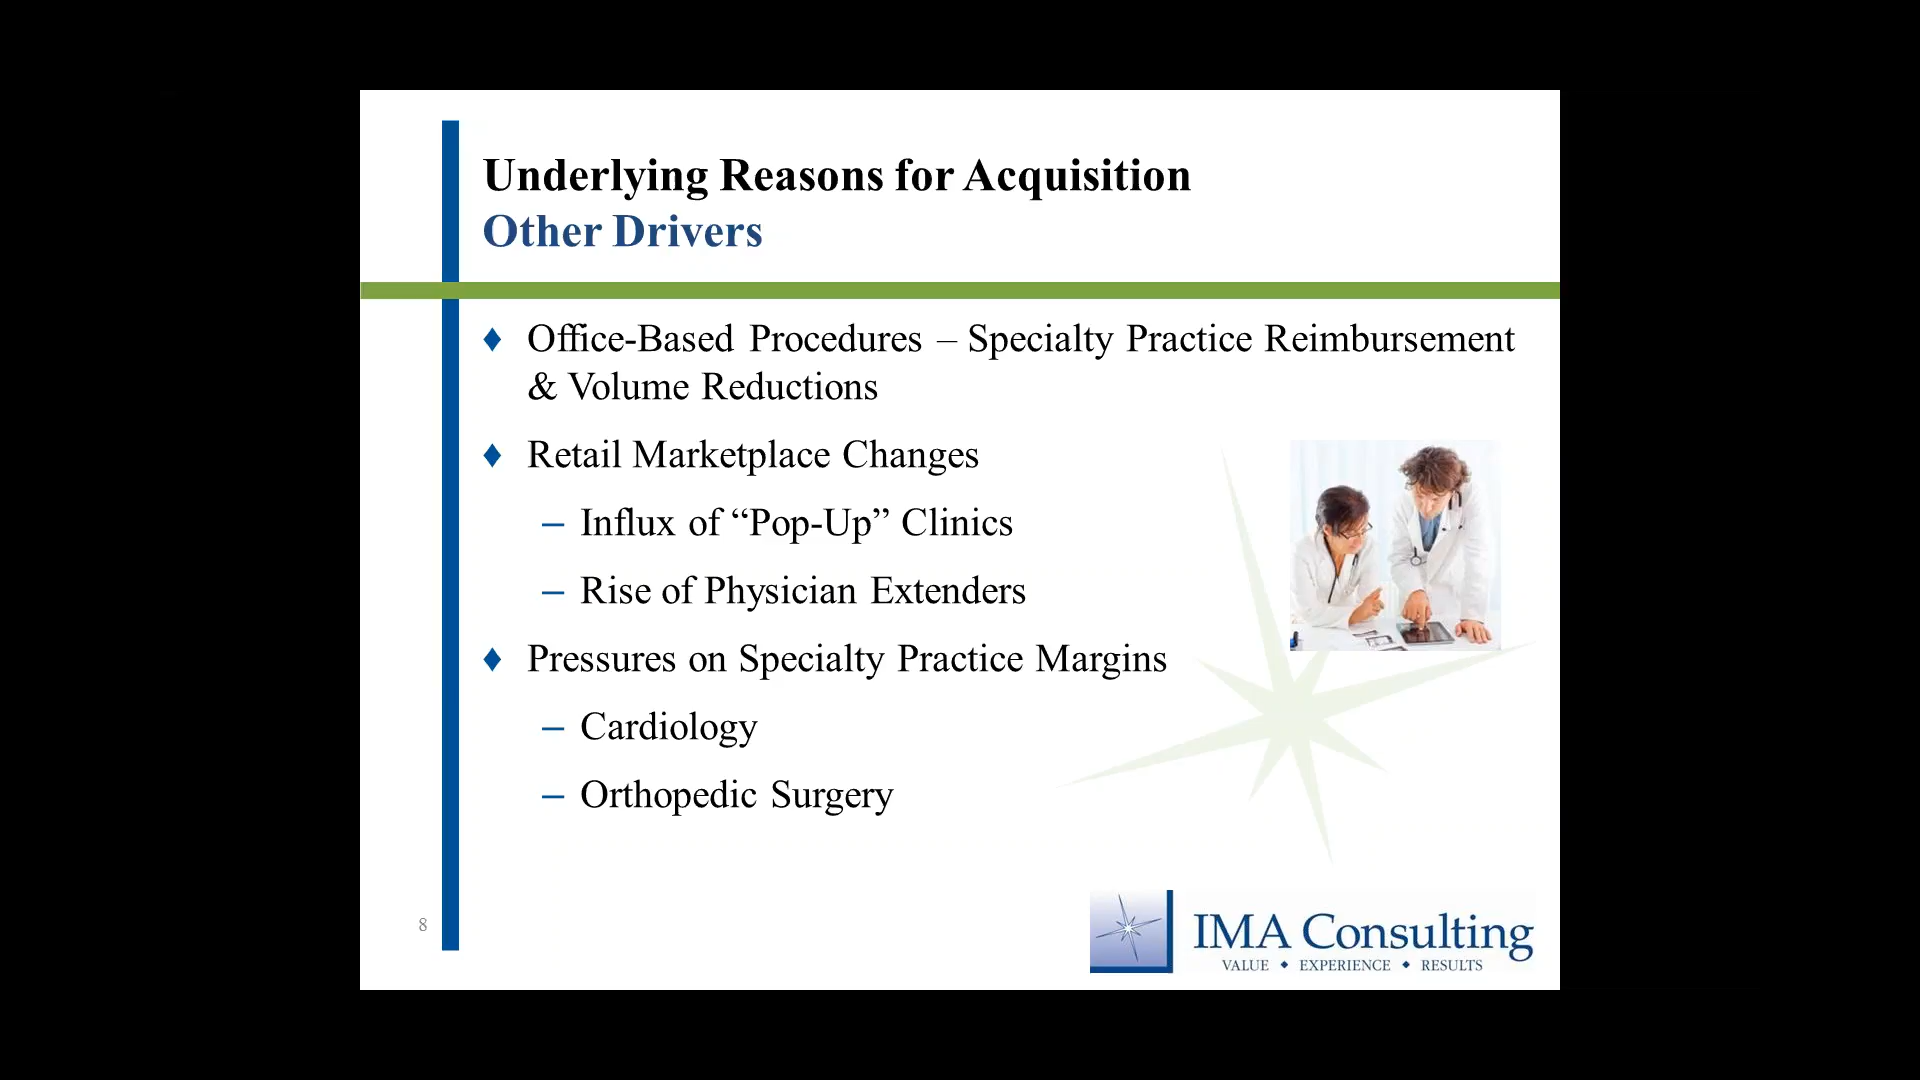 Underlying Reasons for Acquisition
Other Drivers
♦ Office-Based Procedures – Specialty Practice Reimbursement
& Volume Reductions
♦ Retail Marketplace Changes
– Influx of “Pop-Up” Clinics
– Rise of Physician Extenders
♦ Pressures on Specialty Practice Margins
– Cardiology
– Orthopedic Surgery
8
IMA Consulting
VALUE ♦ EXPERIENCE ♦ RESULTS